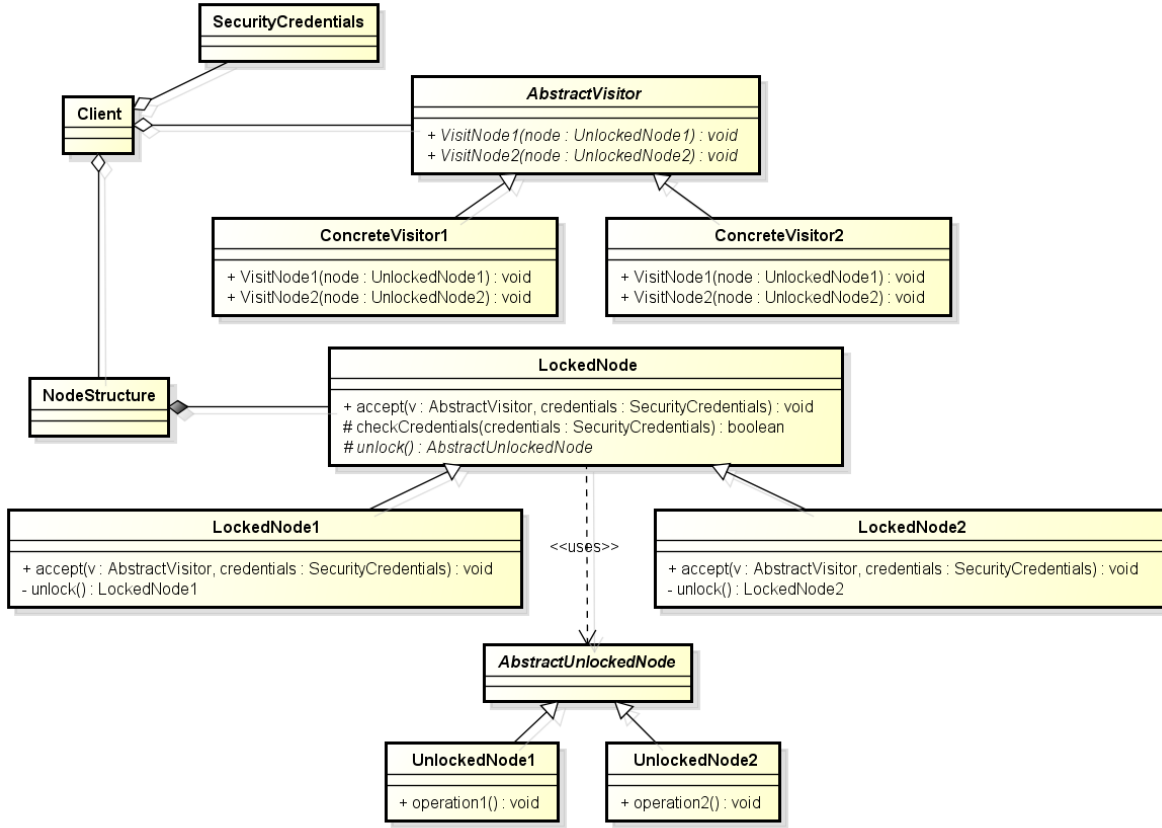 SecurityCredentials
Client
AbstractVisitor
+ VisitNode1(node : UnlockedNode1) : void
+ VisitNode2(node : UnlockedNode2) : void
ConcreteVisitor1
+ VisitNode1(node : UnlockedNode1) : void
+ VisitNode2(node : UnlockedNode2) : void
ConcreteVisitor2
+ VisitNode1(node : UnlockedNode1) : void
+ VisitNode2(node : UnlockedNode2) : void
NodeStructure
LockedNode
+ accept(v : AbstractVisitor, credentials : SecurityCredentials) : void
# checkCredentials(credentials : SecurityCredentials) : boolean
# unlock() : AbstractUnlockedNode
LockedNode1
+ accept(v : AbstractVisitor, credentials : SecurityCredentials) : void
- unlock() : LockedNode1
<<uses>>
LockedNode2
+ accept(v : AbstractVisitor, credentials : SecurityCredentials) : void
- unlock() : LockedNode2
AbstractUnlockedNode
UnlockedNode1
+ operation1() : void
UnlockedNode2
+ operation2() : void